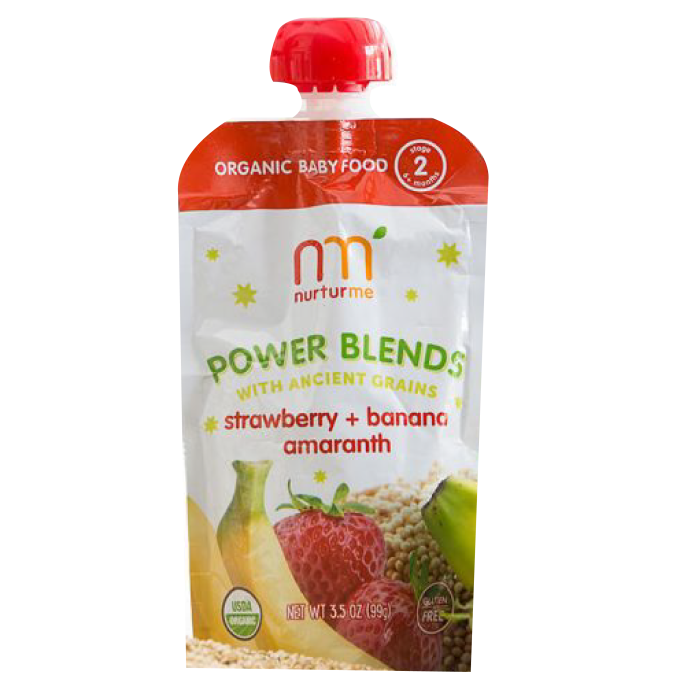 ORGANIC BABY FOOD
stage
2
6+ months
nm
nurturme
POWER BLENDS
WITH ANCIENT GRAINS
strawberry + banana
amaranth
USDA
ORGANIC
NET WT 3.5 OZ (99g)
GLUTEN
FREE